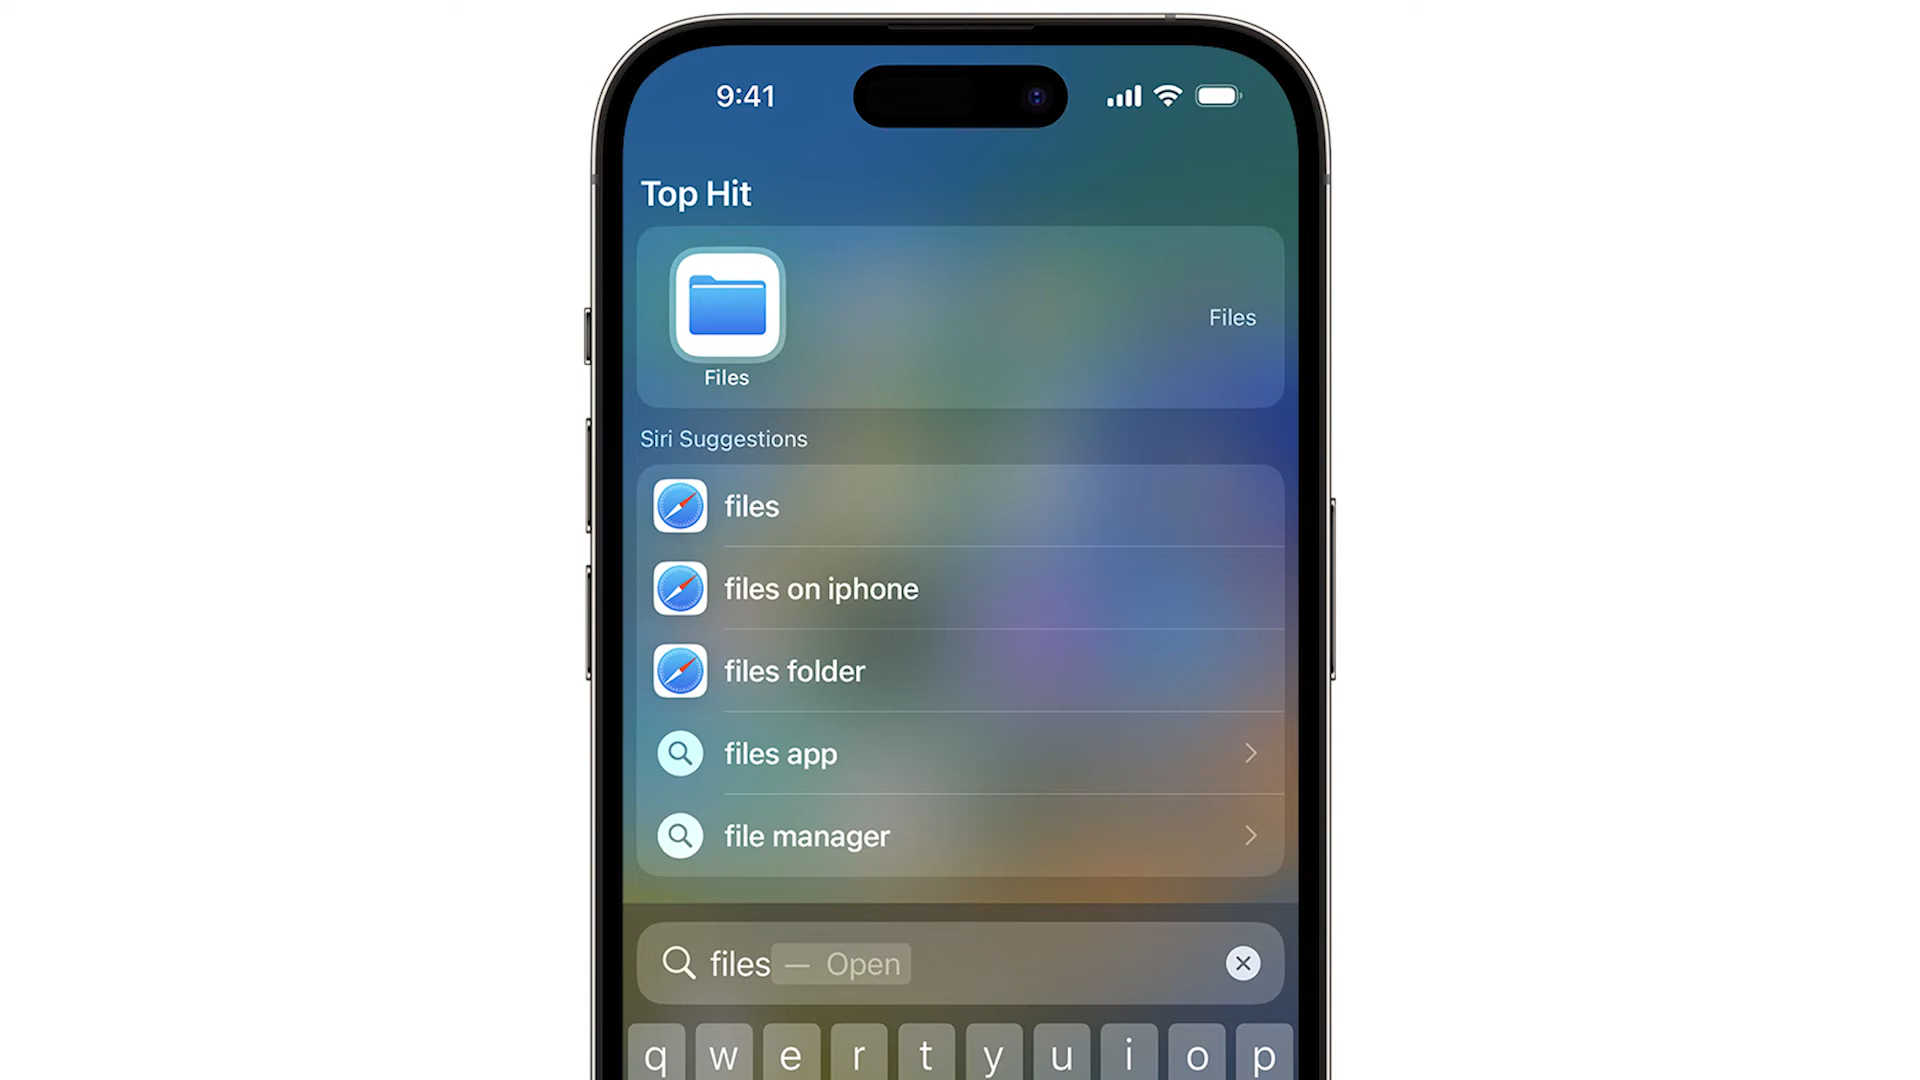 9:41
Top Hit
Files
Files
Siri Suggestions
files
files on iphone
files folder
files app
file manager
files — Open
q w e r t y u i o p